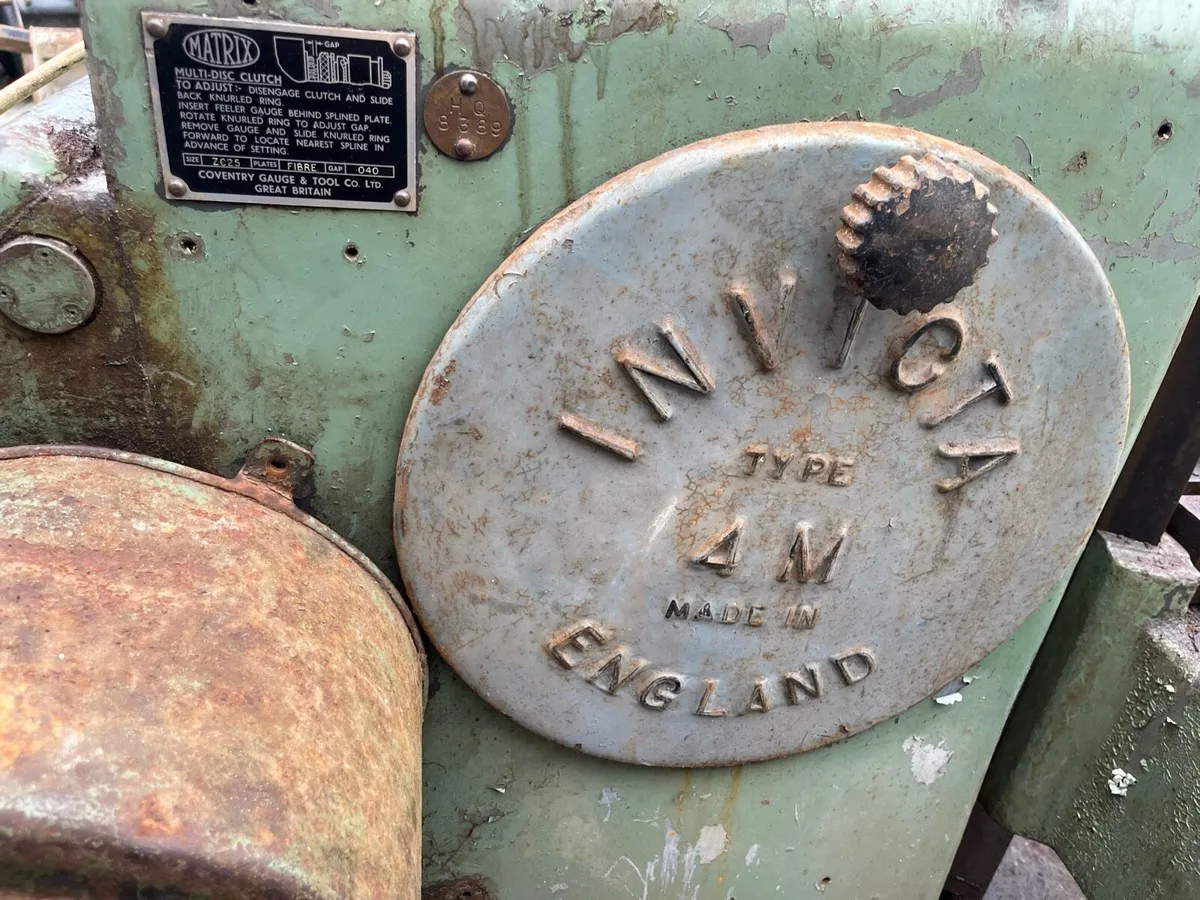 MATRIX
GAP
MULTI-DISC CLUTCH
TO ADJUST:- DISENGAGE CLUTCH AND SLIDE
BACK KNURLED RING.
INSERT FEELER GAUGE BEHIND SPLINED PLATE.
ROTATE KNURLED RING TO ADJUST GAP.
REMOVE GAUGE AND SLIDE KNURLED RING
FORWARD TO LOCATE NEAREST SPLINE IN
ADVANCE OF SETTING.
SIZE ZC25 PLATES FIBRE GAP 040
COVENTRY GAUGE & TOOL Co. LTD.
GREAT BRITAIN
H Q
8389
INVICTA
TYPE
4M
MADE IN
ENGLAND